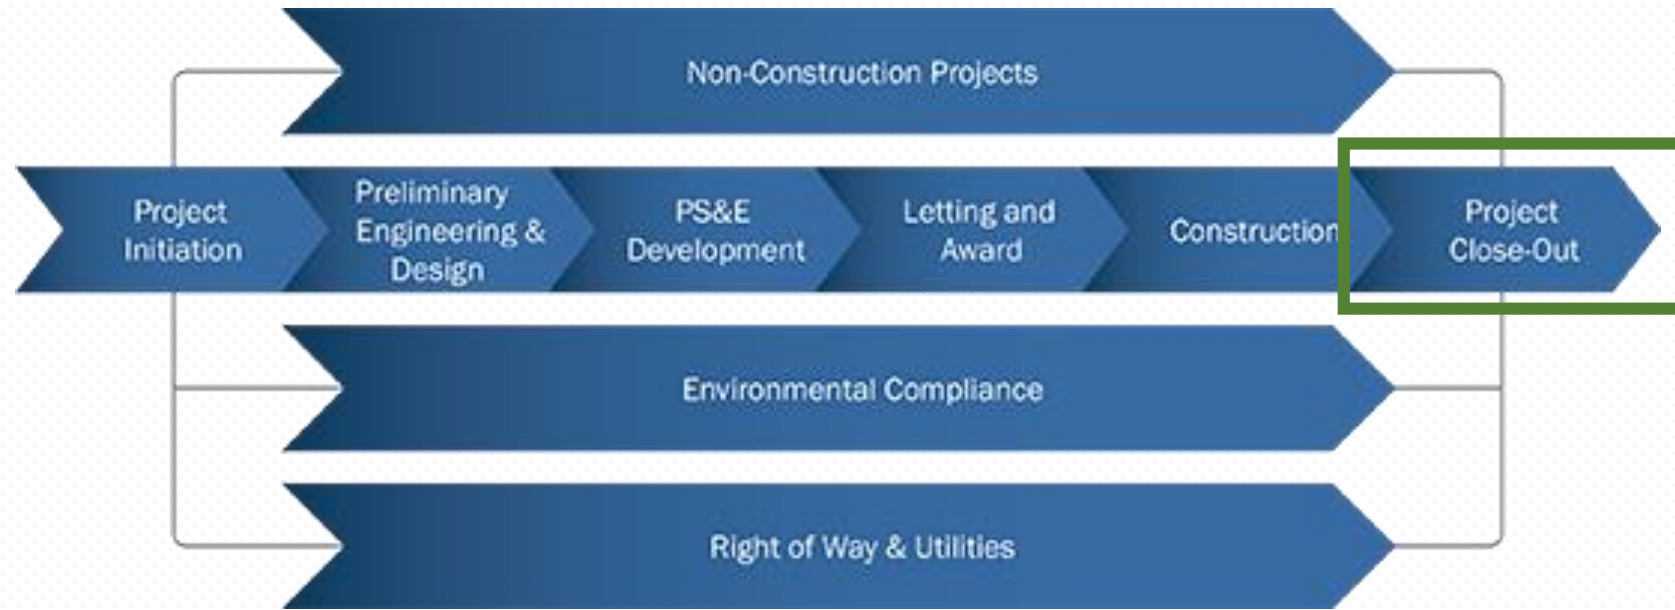 Non-Construction Projects
Project
Initiation
Preliminary
Engineering &
Design
PS&E
Development
Letting and
Award
Construction
Project
Close-Out
Environmental Compliance
Right of Way & Utilities